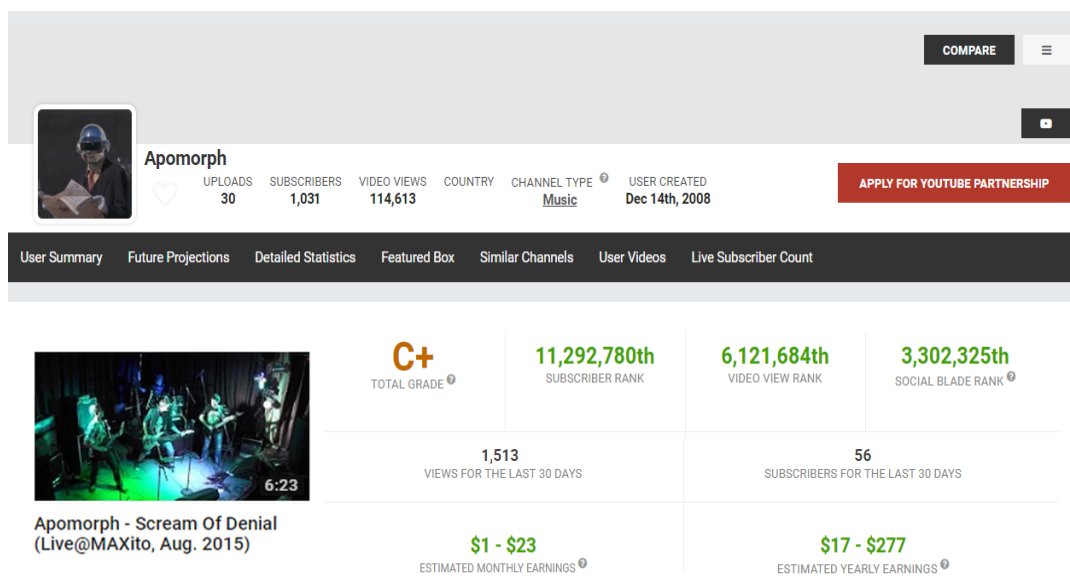 COMPARE
Apomorph
UPLOADS SUBSCRIBERS VIDEO VIEWS COUNTRY CHANNEL TYPE USER CREATED
30 1,031 114,613 Music Dec 14th, 2008
APPLY FOR YOUTUBE PARTNERSHIP
User Summary Future Projections Detailed Statistics Featured Box Similar Channels User Videos Live Subscriber Count
C+ 11,292,780th 6,121,684th 3,302,325th
TOTAL GRADE SUBSCRIBER RANK VIDEO VIEW RANK SOCIAL BLADE RANK
1,513 56
VIEWS FOR THE LAST 30 DAYS SUBSCRIBERS FOR THE LAST 30 DAYS
6:23
Apomorph - Scream Of Denial
(Live@MAXito, Aug. 2015)
$1 - $23 $17 - $277
ESTIMATED MONTHLY EARNINGS ESTIMATED YEARLY EARNINGS